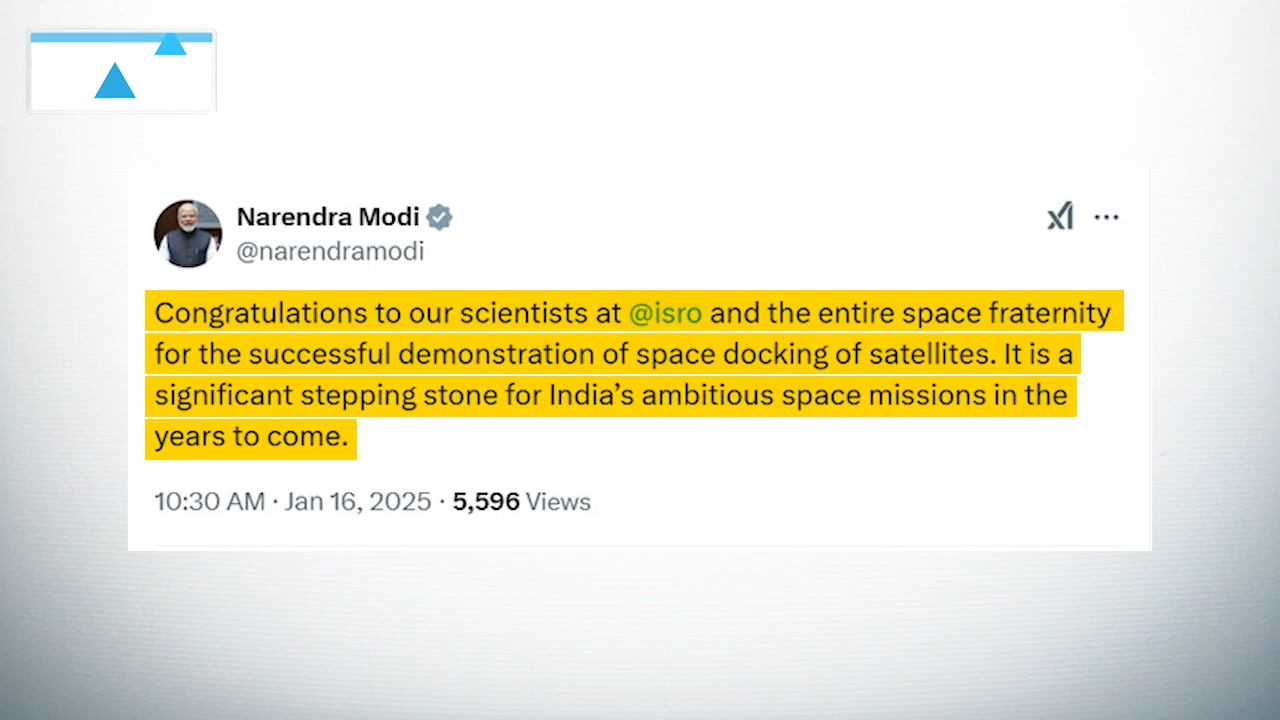 Narendra Modi
@narendramodi
Congratulations to our scientists at @isro and the entire space fraternity
for the successful demonstration of space docking of satellites. It is a
significant stepping stone for India’s ambitious space missions in the
years to come.
10:30 AM · Jan 16, 2025 · 5,596 Views